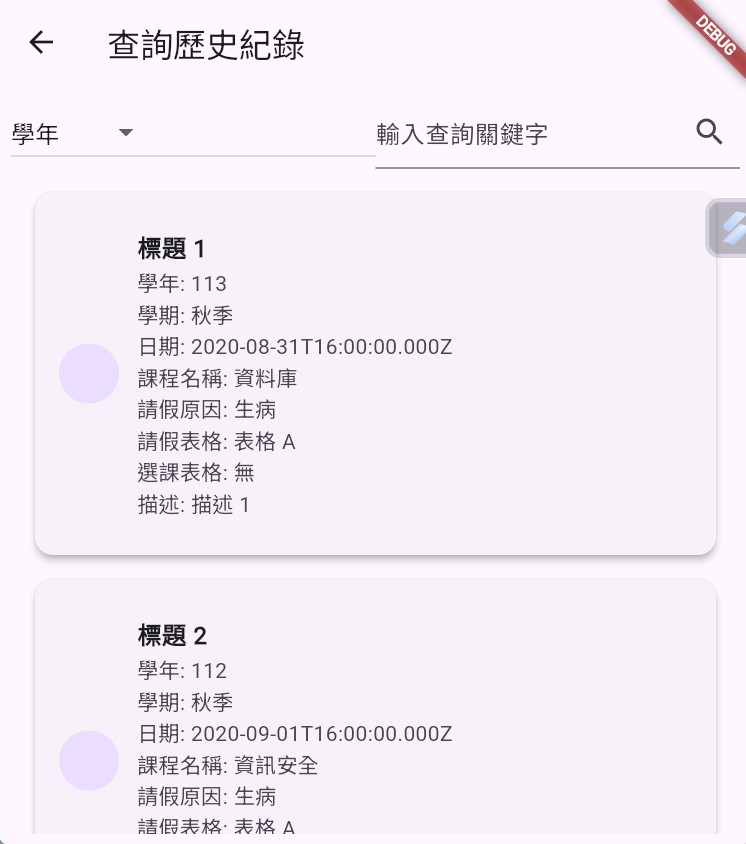 查詢歷史紀錄
DEBUG
學年
輸入查詢關鍵字
標題 1
學年: 113
學期: 秋季
日期: 2020-08-31T16:00:00.000Z
課程名稱: 資料庫
請假原因: 生病
請假表格: 表格 A
選課表格: 無
描述: 描述 1
標題 2
學年: 112
學期: 秋季
日期: 2020-09-01T16:00:00.000Z
課程名稱: 資訊安全
請假原因: 生病
請假表格: 表格 A